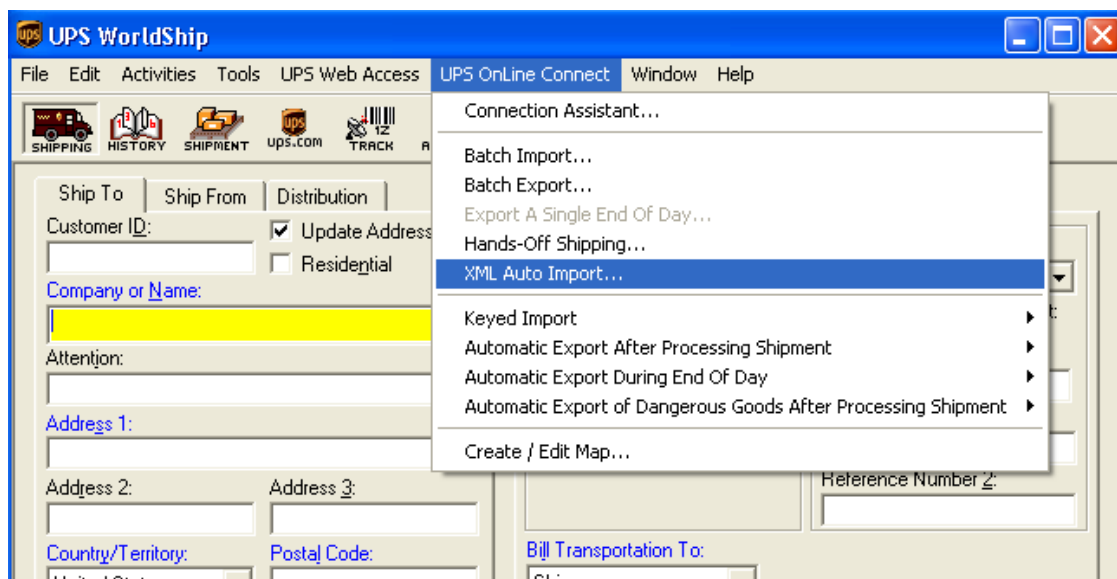 UPS WorldShip
File Edit Activities Tools UPS Web Access UPS OnLine Connect Window Help
SHIPPING HISTORY SHIPMENT ups.com TRACK
Connection Assistant...
Batch Import...
Batch Export...
Export A Single End Of Day...
Hands-Off Shipping...
XML Auto Import...
Keyed Import
Automatic Export After Processing Shipment
Automatic Export During End Of Day
Automatic Export of Dangerous Goods After Processing Shipment
Create / Edit Map...
Ship To Ship From Distribution
Customer ID: Update Address
Residential
Company or Name:
Attention:
Address 1:
Address 2: Address 3:
Reference Number 2:
Country/Territory: Postal Code: Bill Transportation To: